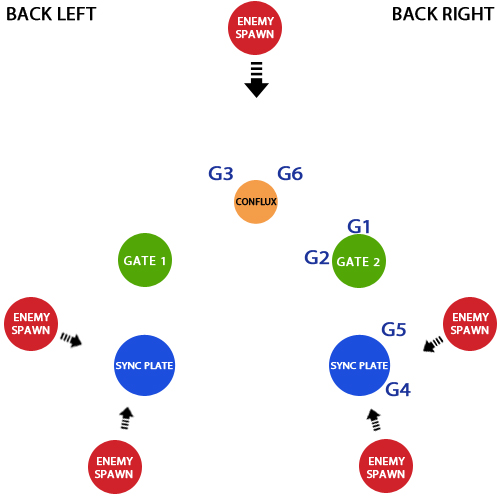 BACK LEFT
ENEMY
SPAWN
BACK RIGHT
G3
G6
CONFLUX
G1
G2
GATE 1
GATE 2
ENEMY
SPAWN
G5
ENEMY
SPAWN
SYNC PLATE
SYNC PLATE
G4
ENEMY
SPAWN
ENEMY
SPAWN